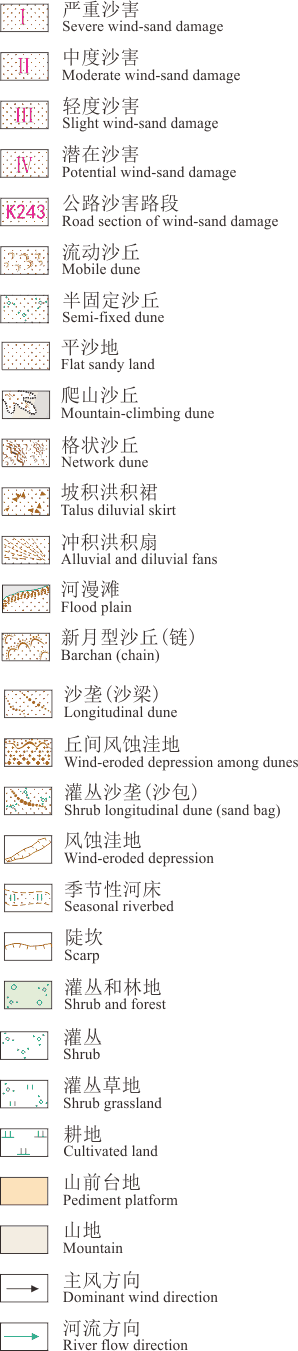 I
严重沙害
Severe wind-sand damage
II
中度沙害
Moderate wind-sand damage
III
轻度沙害
Slight wind-sand damage
IV
潜在沙害
Potential wind-sand damage
K243
公路沙害路段
Road section of wind-sand damage
流动沙丘
Mobile dune
半固定沙丘
Semi-fixed dune
平沙地
Flat sandy land
爬山沙丘
Mountain-climbing dune
格状沙丘
Network dune
坡积洪积裙
Talus diluvial skirt
冲积洪积扇
Alluvial and diluvial fans
河漫滩
Flood plain
新月型沙丘(链)
Barchan (chain)
沙垄(沙梁)
Longitudinal dune
丘间风蚀洼地
Wind-eroded depression among dunes
灌丛沙垄(沙包)
Shrub longitudinal dune (sand bag)
风蚀洼地
Wind-eroded depression
季节性河床
Seasonal riverbed
陡坎
Scarp
灌丛和林地
Shrub and forest
灌丛
Shrub
灌丛草地
Shrub grassland
耕地
Cultivated land
山前台地
Pediment platform
山地
Mountain
主风方向
Dominant wind direction
河流方向
River flow direction